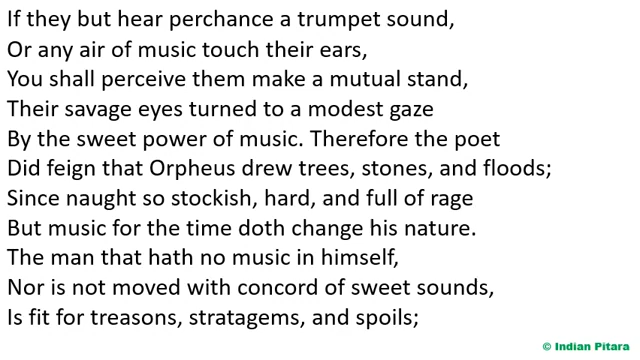 If they but hear perchance a trumpet sound,
Or any air of music touch their ears,
You shall perceive them make a mutual stand,
Their savage eyes turned to a modest gaze
By the sweet power of music. Therefore the poet
Did feign that Orpheus drew trees, stones, and floods;
Since naught so stockish, hard, and full of rage
But music for the time doth change his nature.
The man that hath no music in himself,
Nor is not moved with concord of sweet sounds,
Is fit for treasons, stratagems, and spoils;
© Indian Pitara